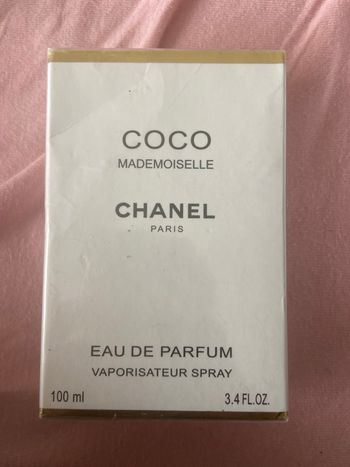 COCO
MADEMOISELLE
CHANEL
PARIS
EAU DE PARFUM
VAPORISATEUR SPRAY
100 ml 3.4 FL.OZ.